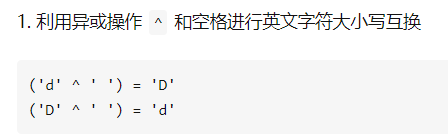 1. 利用异或操作 ^ 和空格进行英文字符大小写互换
('d' ^ ' ') = 'D'
('D' ^ ' ') = 'd'